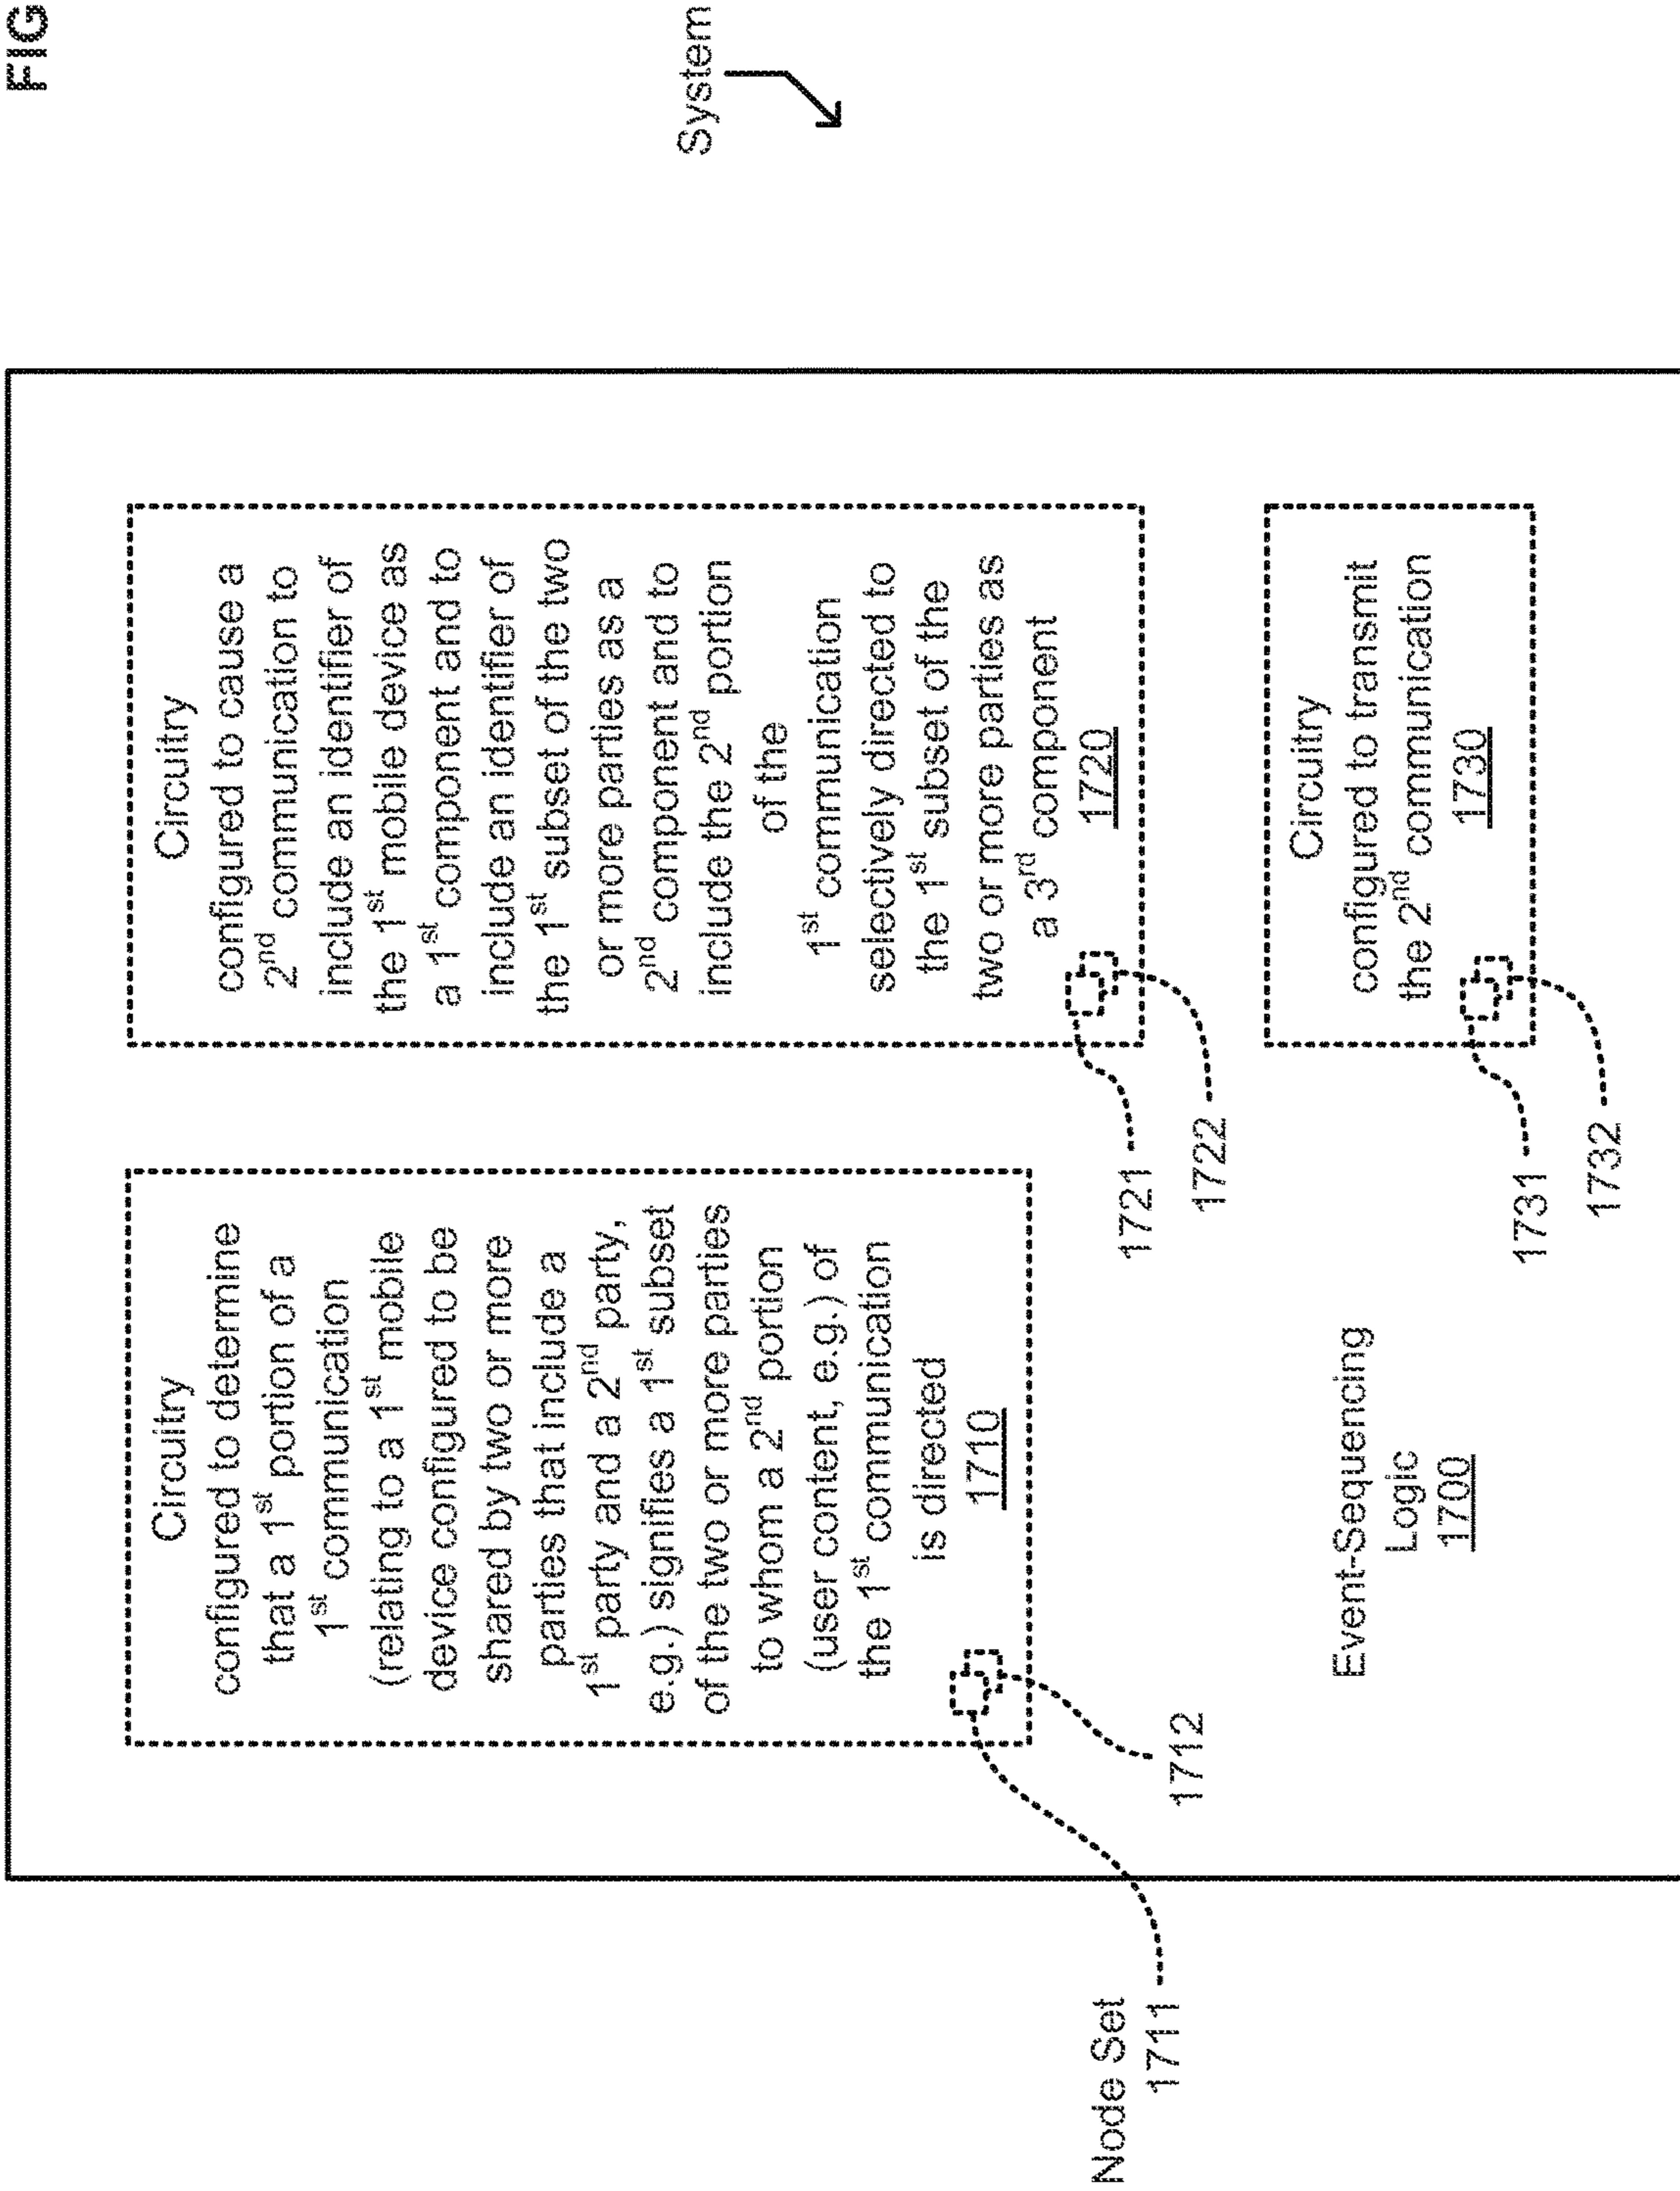 FIG
System
Circuitry
configured to determine
that a 1st portion of a
1st communication
(relating to a 1st mobile
device configured to be
shared by two or more
parties that include a
1st party and a 2nd party,
e.g.) signifies a 1st subset
of the two or more parties
to whom a 2nd portion
(user content, e.g.) of
the 1st communication
is directed
1710
Node Set
1711
1712
Circuitry
configured to cause a
2nd communication to
include an identifier of
the 1st mobile device as
a 1st component and to
include an identifier of
the 1st subset of the two
or more parties as a
2nd component and to
include the 2nd portion
of the
1st communication
selectively directed to
the 1st subset of the
two or more parties as
a 3rd component
1720
1721
1722
Event-Sequencing
Logic
1700
Circuitry
configured to transmit
the 2nd communication
1730
1731
1732